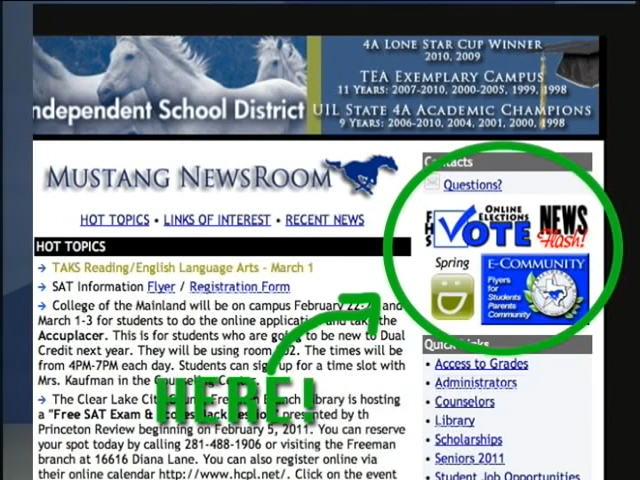 4A Lone Star Cup Winner
2010, 2009
TEA Exemplary Campus
11 Years: 2007-2010, 2000-2005, 1999, 1998
ndependent School District
UIL State 4A Academic Champions
9 Years: 2006-2010, 2004, 2001, 2000, 1998
Mustang NewsRoom
HOT TOPICS • LINKS OF INTEREST • RECENT NEWS
HOT TOPICS
TAKS Reading/English Language Arts - March 1
SAT Information Flyer / Registration Form
College of the Mainland will be on campus February 22- and
March 1-3 for students to do the online application and take the
Accuplacer. This is for students who are going to be new to Dual
Credit next year. They will be using room 02. The times will be
from 4PM-7PM each day. Students can sign up for a time slot with
Mrs. Kaufman in the
The Clear Lake City Library is hosting
a "Free SAT Exam & presented by th
Princeton Review beginning on February 5, 2011. You can reserve
your spot today by calling 281-488-1906 or visiting the Freeman
branch at 16616 Diana Lane. You can also register online via
their online calendar http://www.hcpl.net/. Click on the event
HERE!
Contacts
Questions?
FHS
Online
Elections
VOTE
NEWS
Flash!
Spring
E-Community
Flyers
for
Students
Parents
Community
Quick Links
Access to Grades
Administrators
Counselors
Library
Scholarships
Seniors 2011
Student Job Opportunities